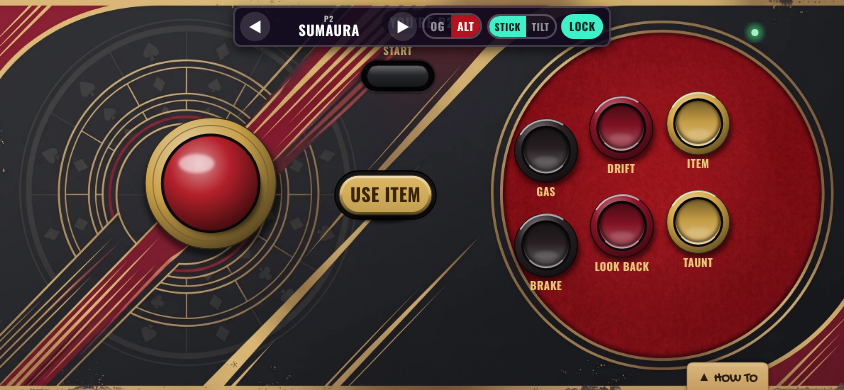 P2
SUMAURA
OG ALT
STICK TILT
LOCK
START
USE ITEM
GAS
DRIFT
ITEM
BRAKE
LOOK BACK
TAUNT
▲ HOW TO